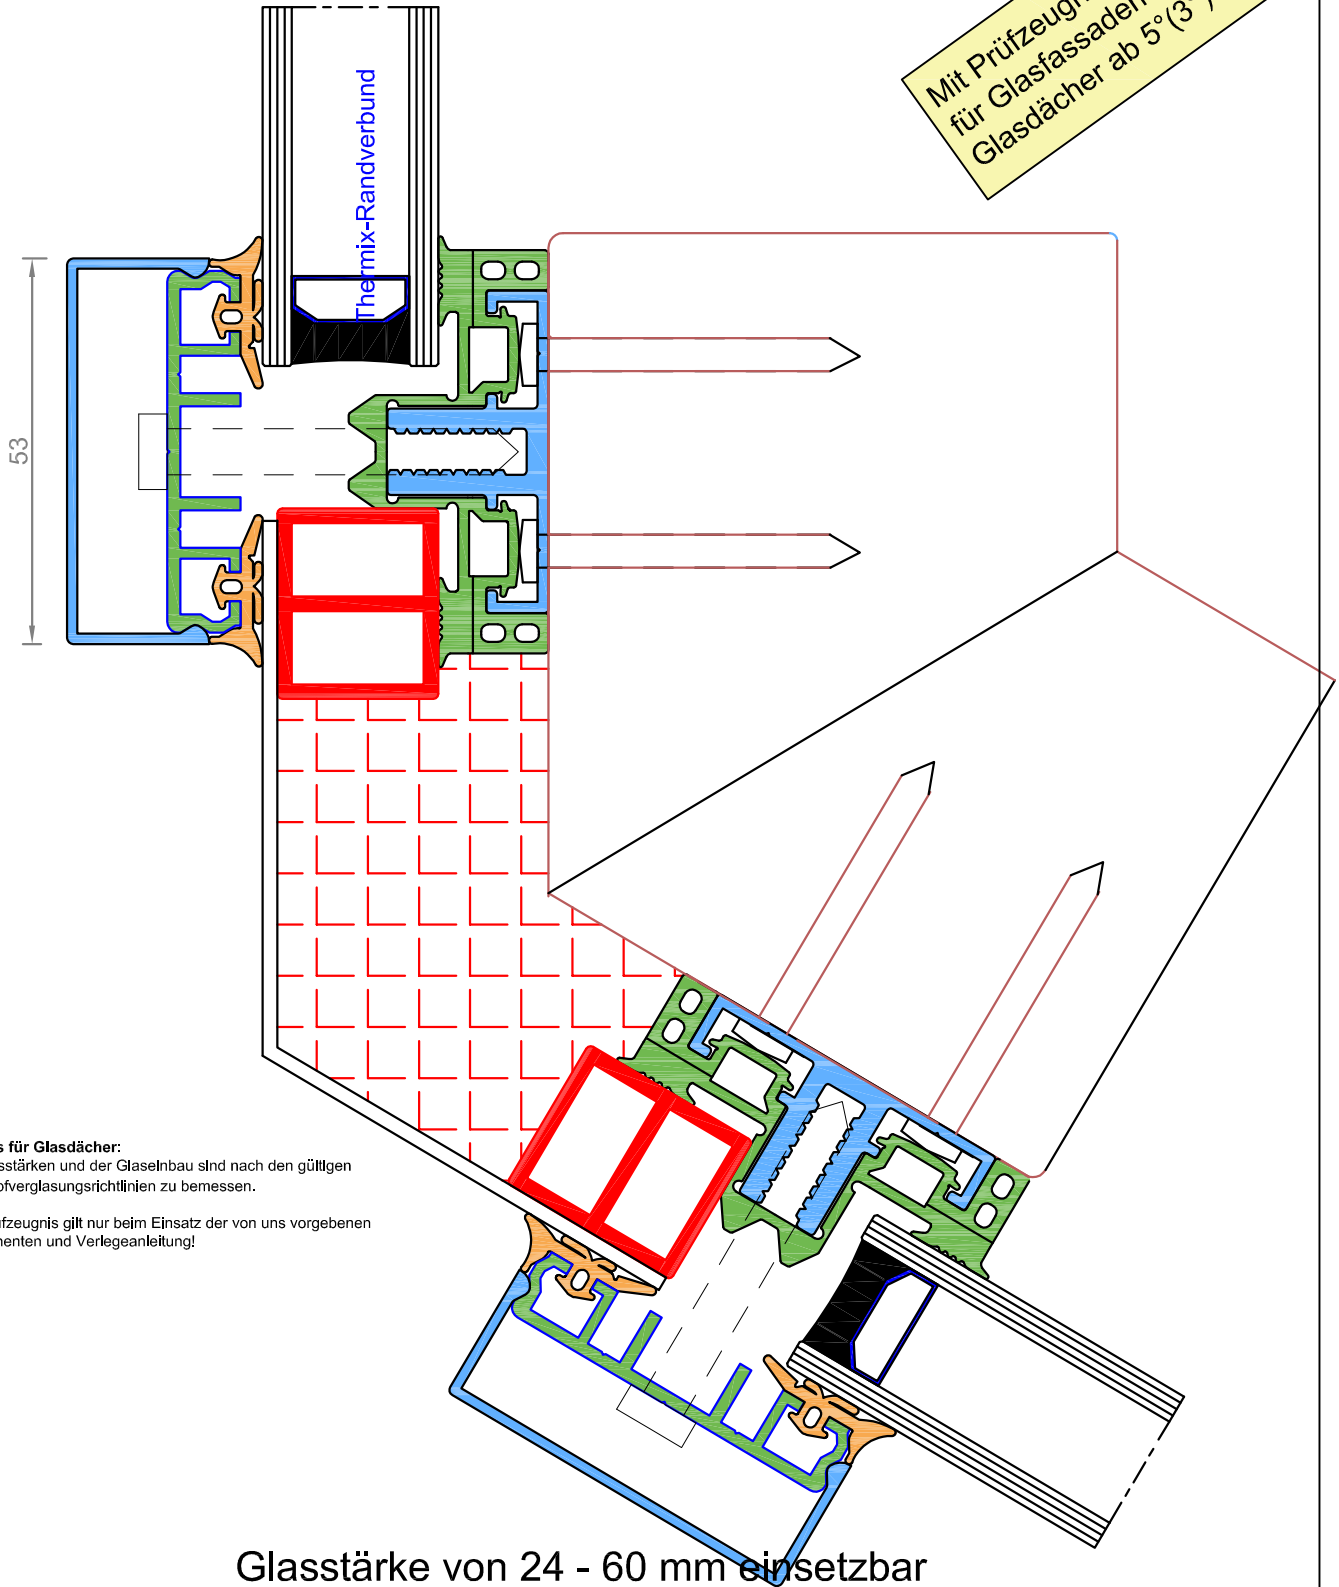 Mit Prüfzeugn
für Glasfassaden
Glasdächer ab 5°(3°)
Thermix-Randverbund
53
s für Glasdächer:
sstärken und der Glaseinbau sind nach den gültigen
pfverglasungsrichtlinien zu bemessen.
üfzeugnis gilt nur beim Einsatz der von uns vorgebenen
nenten und Verlegeanleitung!
Glasstärke von 24 - 60 mm einsetzbar